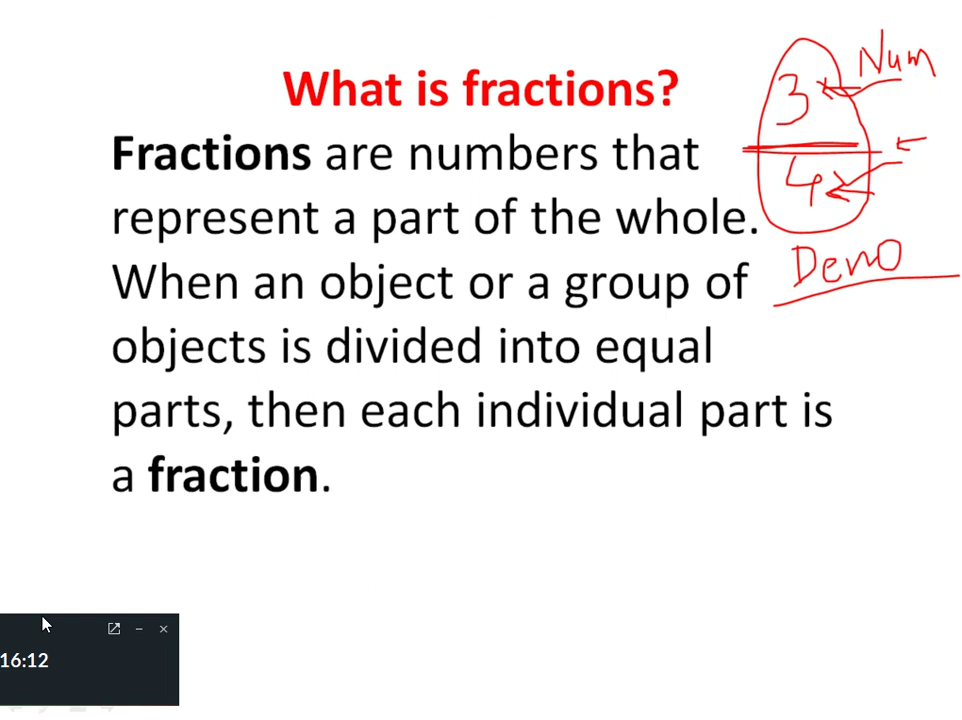 What is fractions?
Fractions are numbers that
represent a part of the whole.
When an object or a group of
objects is divided into equal
parts, then each individual part is
a fraction.
Num
3
4
Deno
16:12